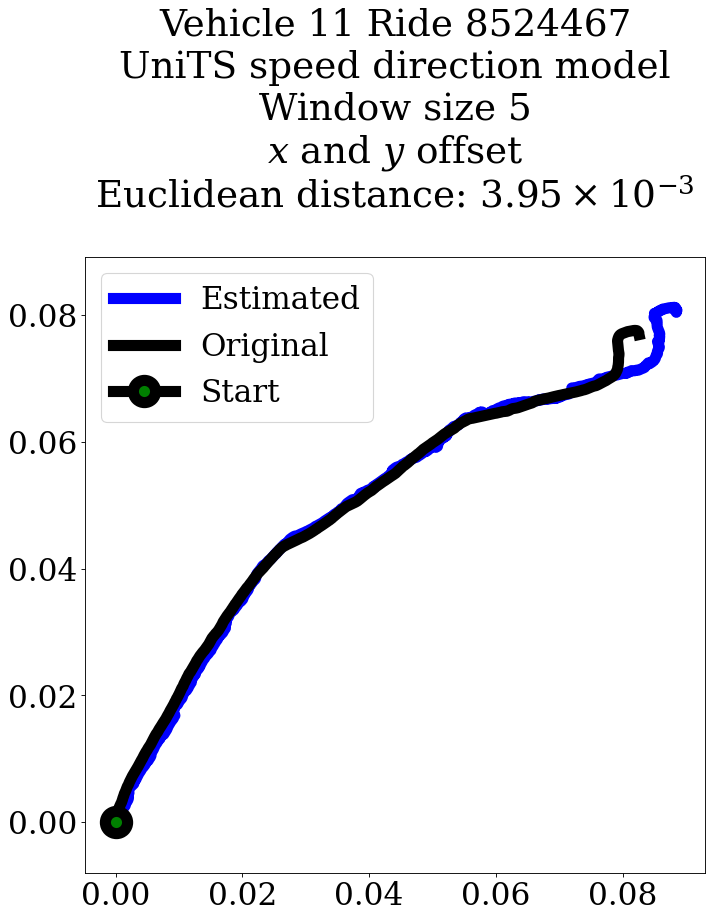 Vehicle 11 Ride 8524467
UniTS speed direction model
Window size 5
x and y offset
Euclidean distance: 3.95 × 10⁻³
Estimated
Original
Start
0.08
0.06
0.04
0.02
0.00
0.00 0.02 0.04 0.06 0.08